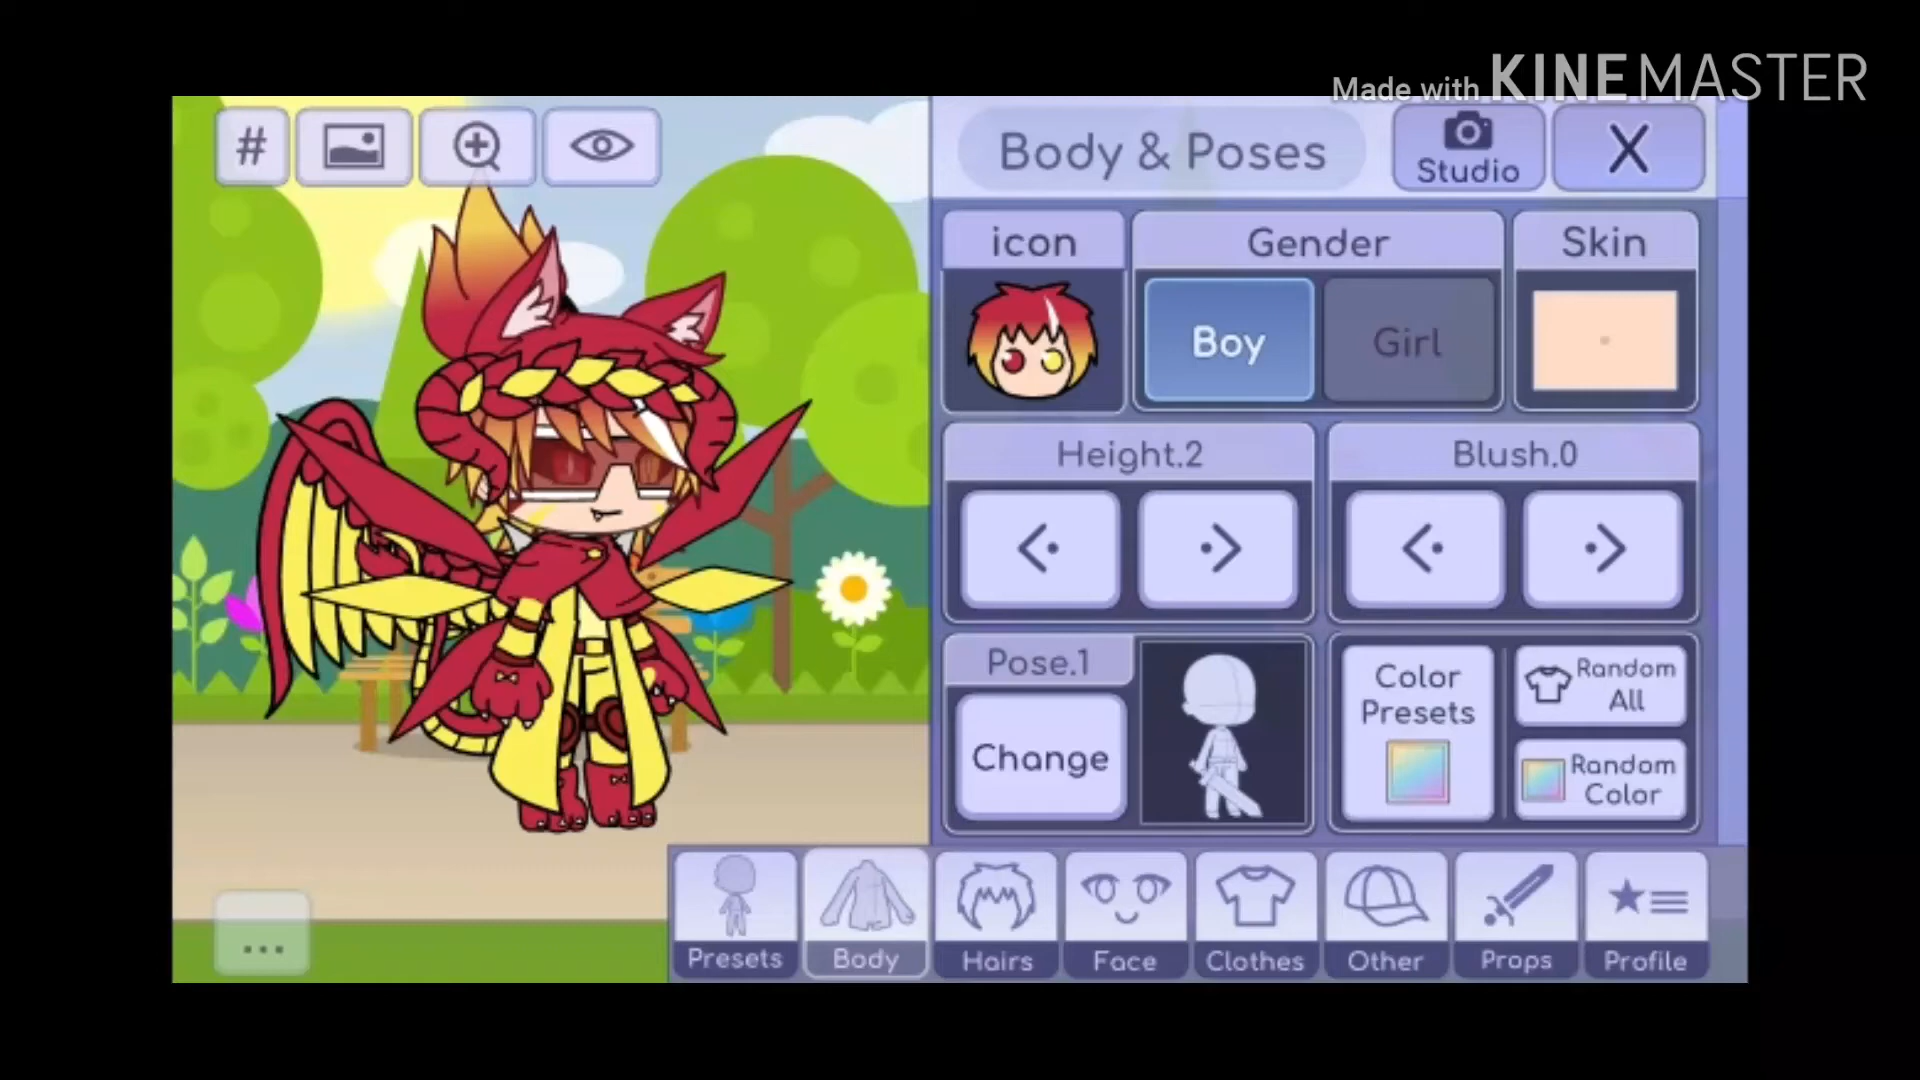 Made with KINEMASTER
#
Body & Poses
Studio
X
icon
Gender
Skin
Boy
Girl
Height.2
Blush.0
Pose.1
Change
Color
Presets
Random
All
Random
Color
...
Presets
Body
Hairs
Face
Clothes
Other
Props
Profile